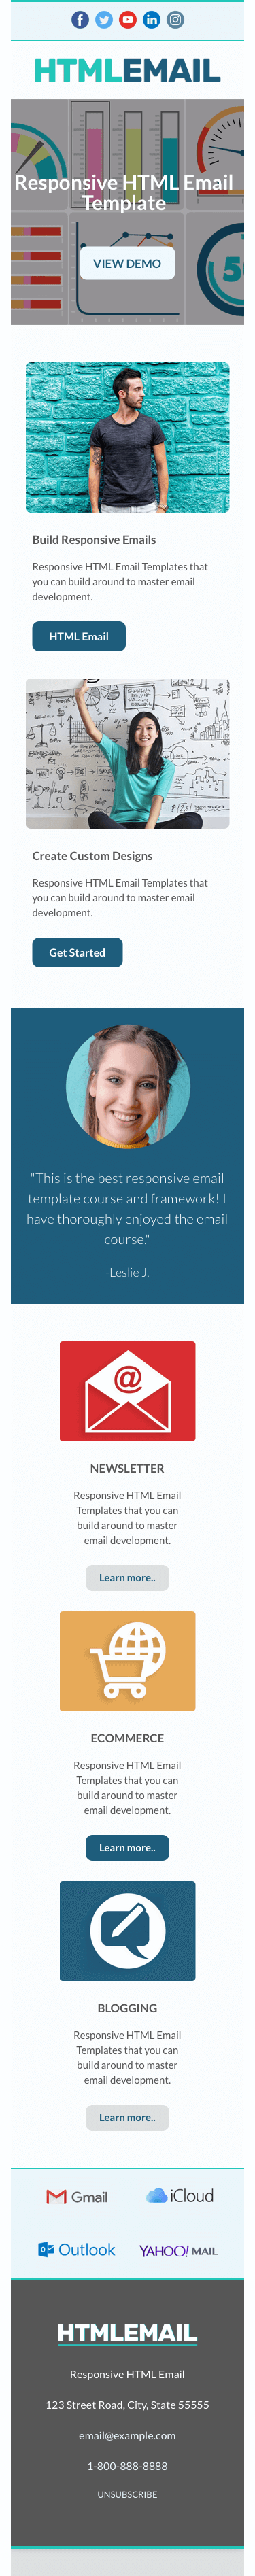 HTMLEMAIL
Responsive HTML Email
Template
VIEW DEMO
Build Responsive Emails
Responsive HTML Email Templates that
you can build around to master email
development.
HTML Email
Create Custom Designs
Responsive HTML Email Templates that
you can build around to master email
development.
Get Started
"This is the best responsive email
template course and framework! I
have thoroughly enjoyed the email
course."
-Leslie J.
NEWSLETTER
Responsive HTML Email
Templates that you can
build around to master
email development.
Learn more..
ECOMMERCE
Responsive HTML Email
Templates that you can
build around to master
email development.
Learn more..
BLOGGING
Responsive HTML Email
Templates that you can
build around to master
email development.
Learn more..
Gmail
iCloud
Outlook
YAHOO! MAIL
HTMLEMAIL
Responsive HTML Email
123 Street Road, City, State 55555
email@example.com
1-800-888-8888
UNSUBSCRIBE